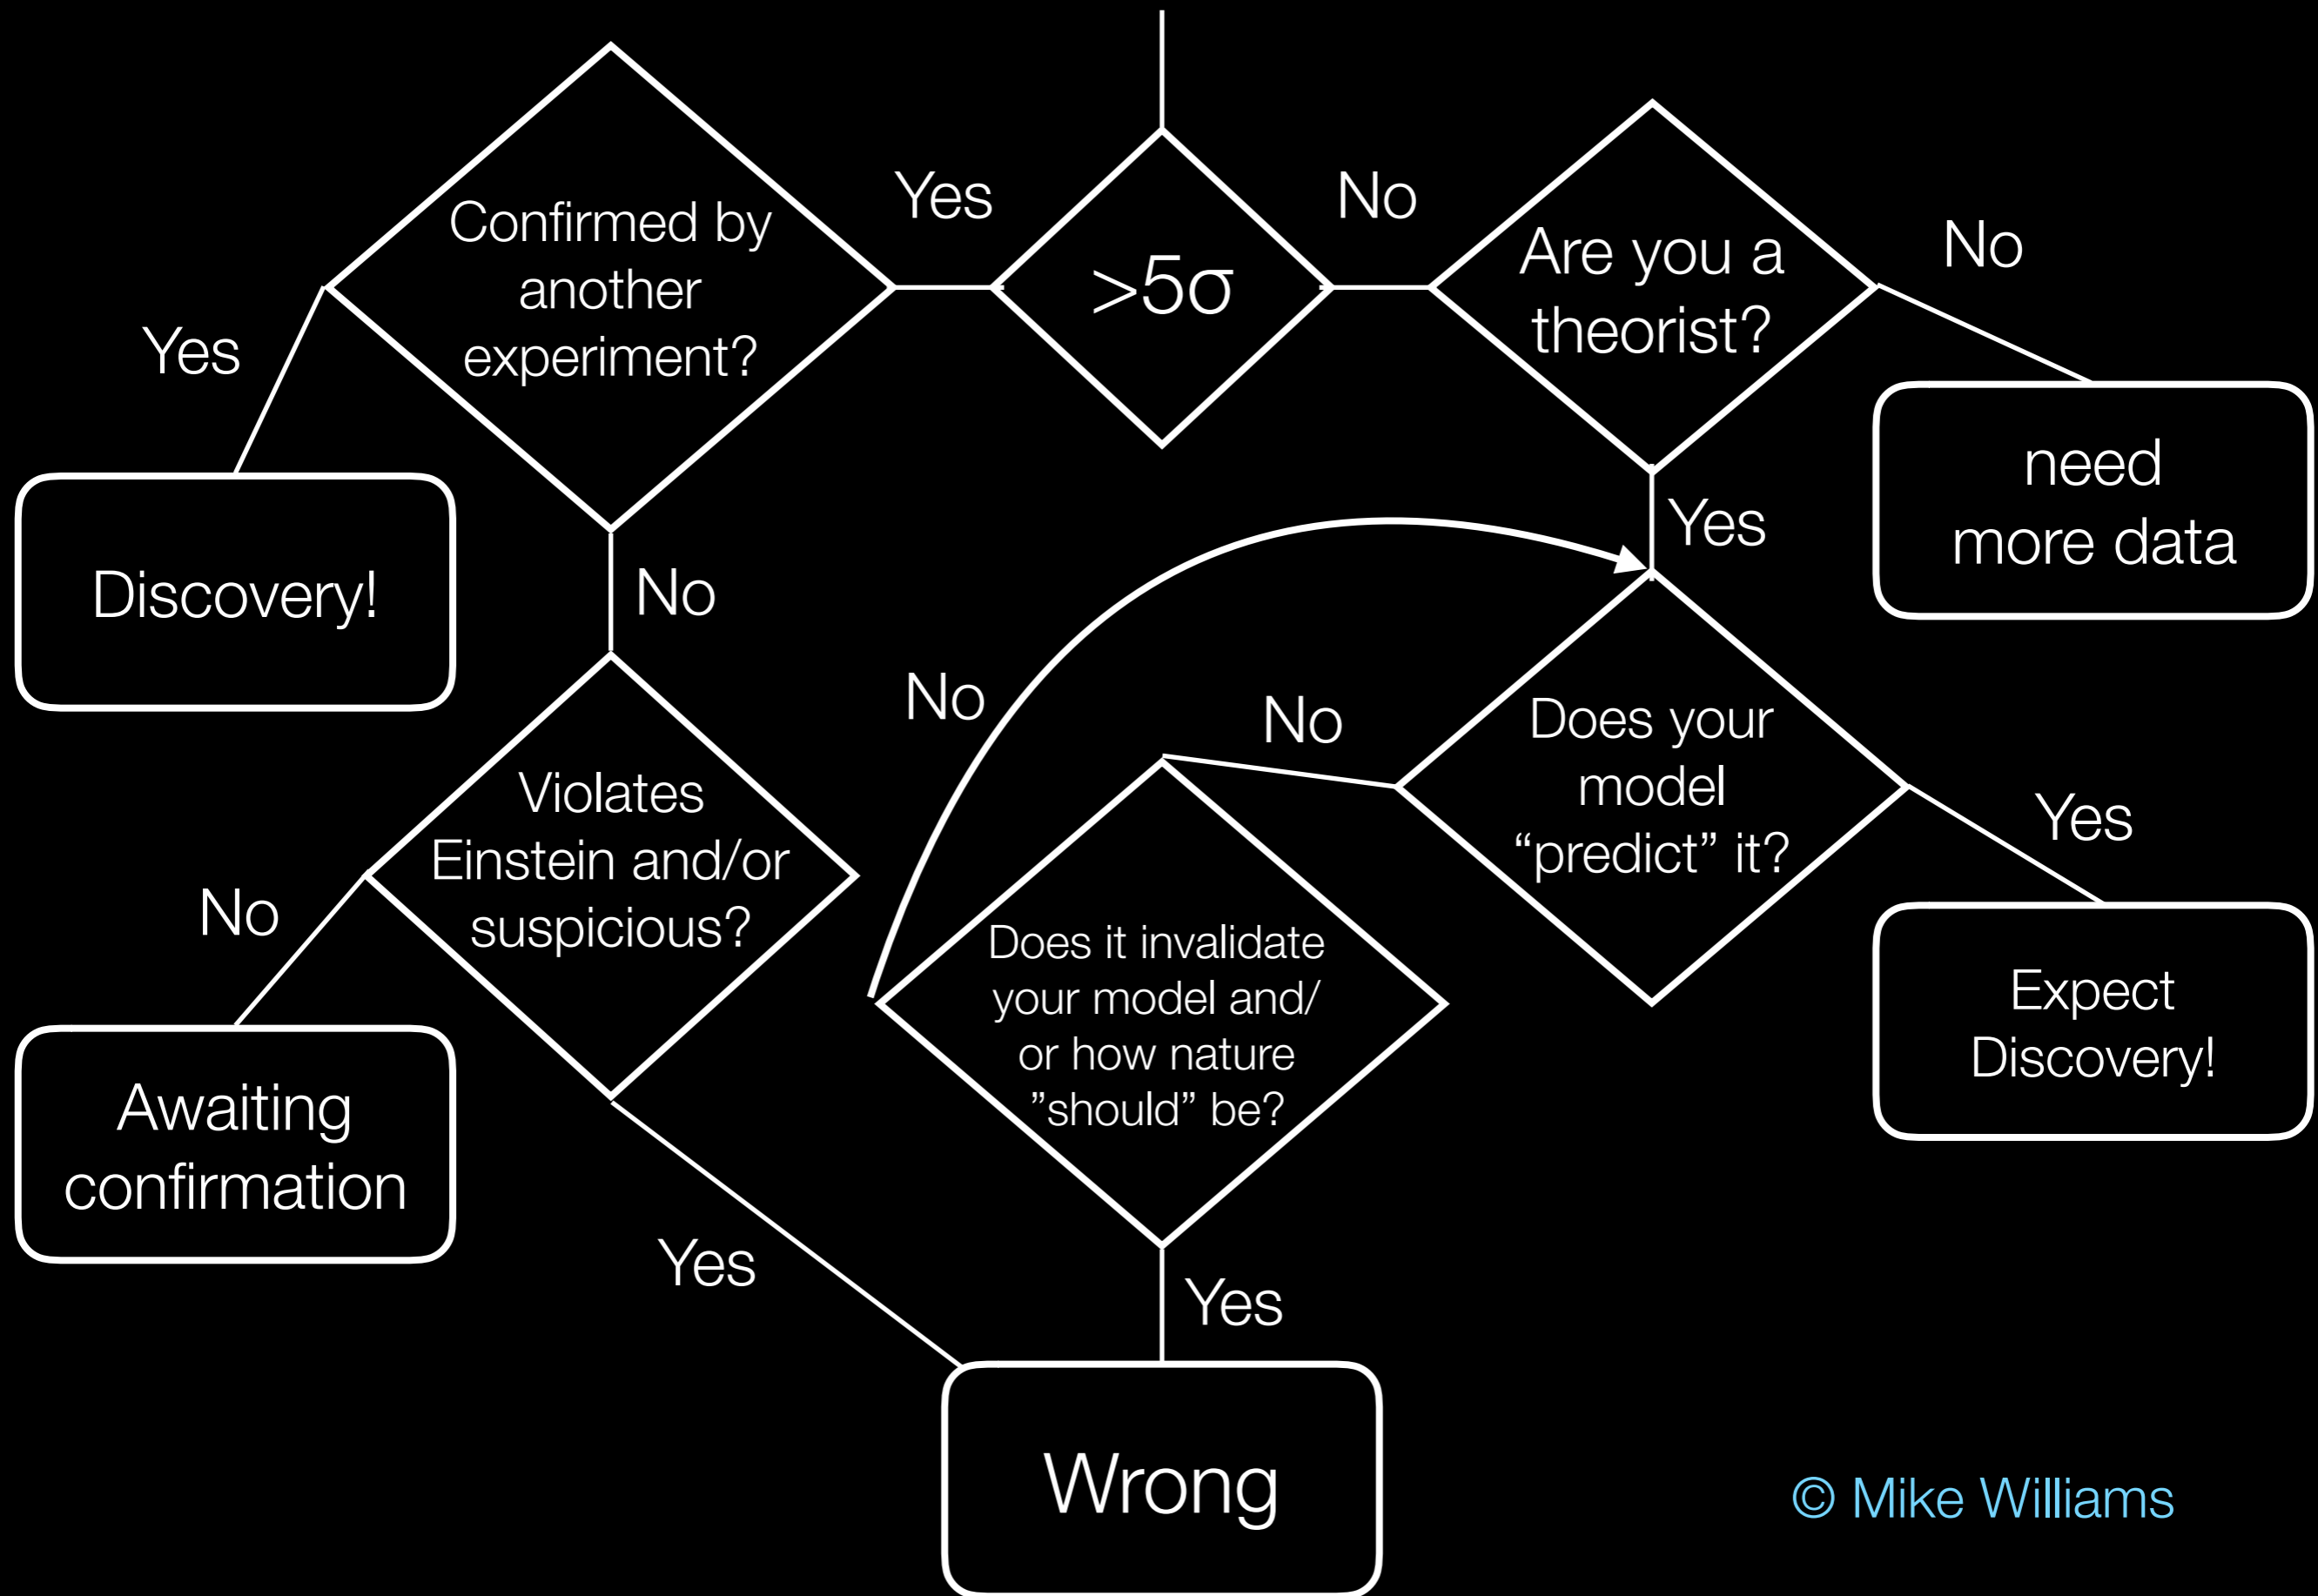 Yes
No
Confirmed by
another
experiment?
>5σ
Are you a
theorist?
No
Yes
need
more data
Yes
Discovery!
No
No
No
Does your
model
“predict” it?
Violates
Einstein and/or
suspicious?
Yes
No
Does it invalidate
your model and/
or how nature
”should” be?
Expect
Discovery!
Awaiting
confirmation
Yes
Yes
Wrong
© Mike Williams